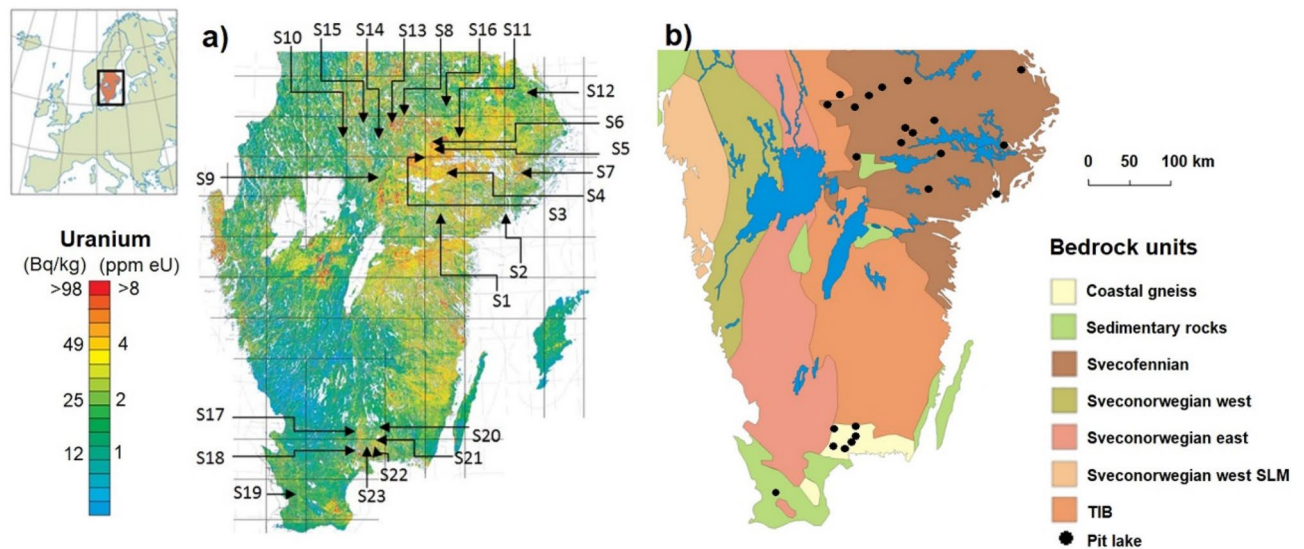 a)
S10
S15
S14
S13
S8
S16
S11
S12
S6
S5
S7
S4
S3
S2
S1
S9
S17
S18
S19
S20
S21
S22
S23
Uranium
(Bq/kg) (ppm eU)
>98 >8
49 4
25 2
12 1
b)
0 50 100 km
Bedrock units
Coastal gneiss
Sedimentary rocks
Svecofennian
Sveconorwegian west
Sveconorwegian east
Sveconorwegian west SLM
TIB
Pit lake